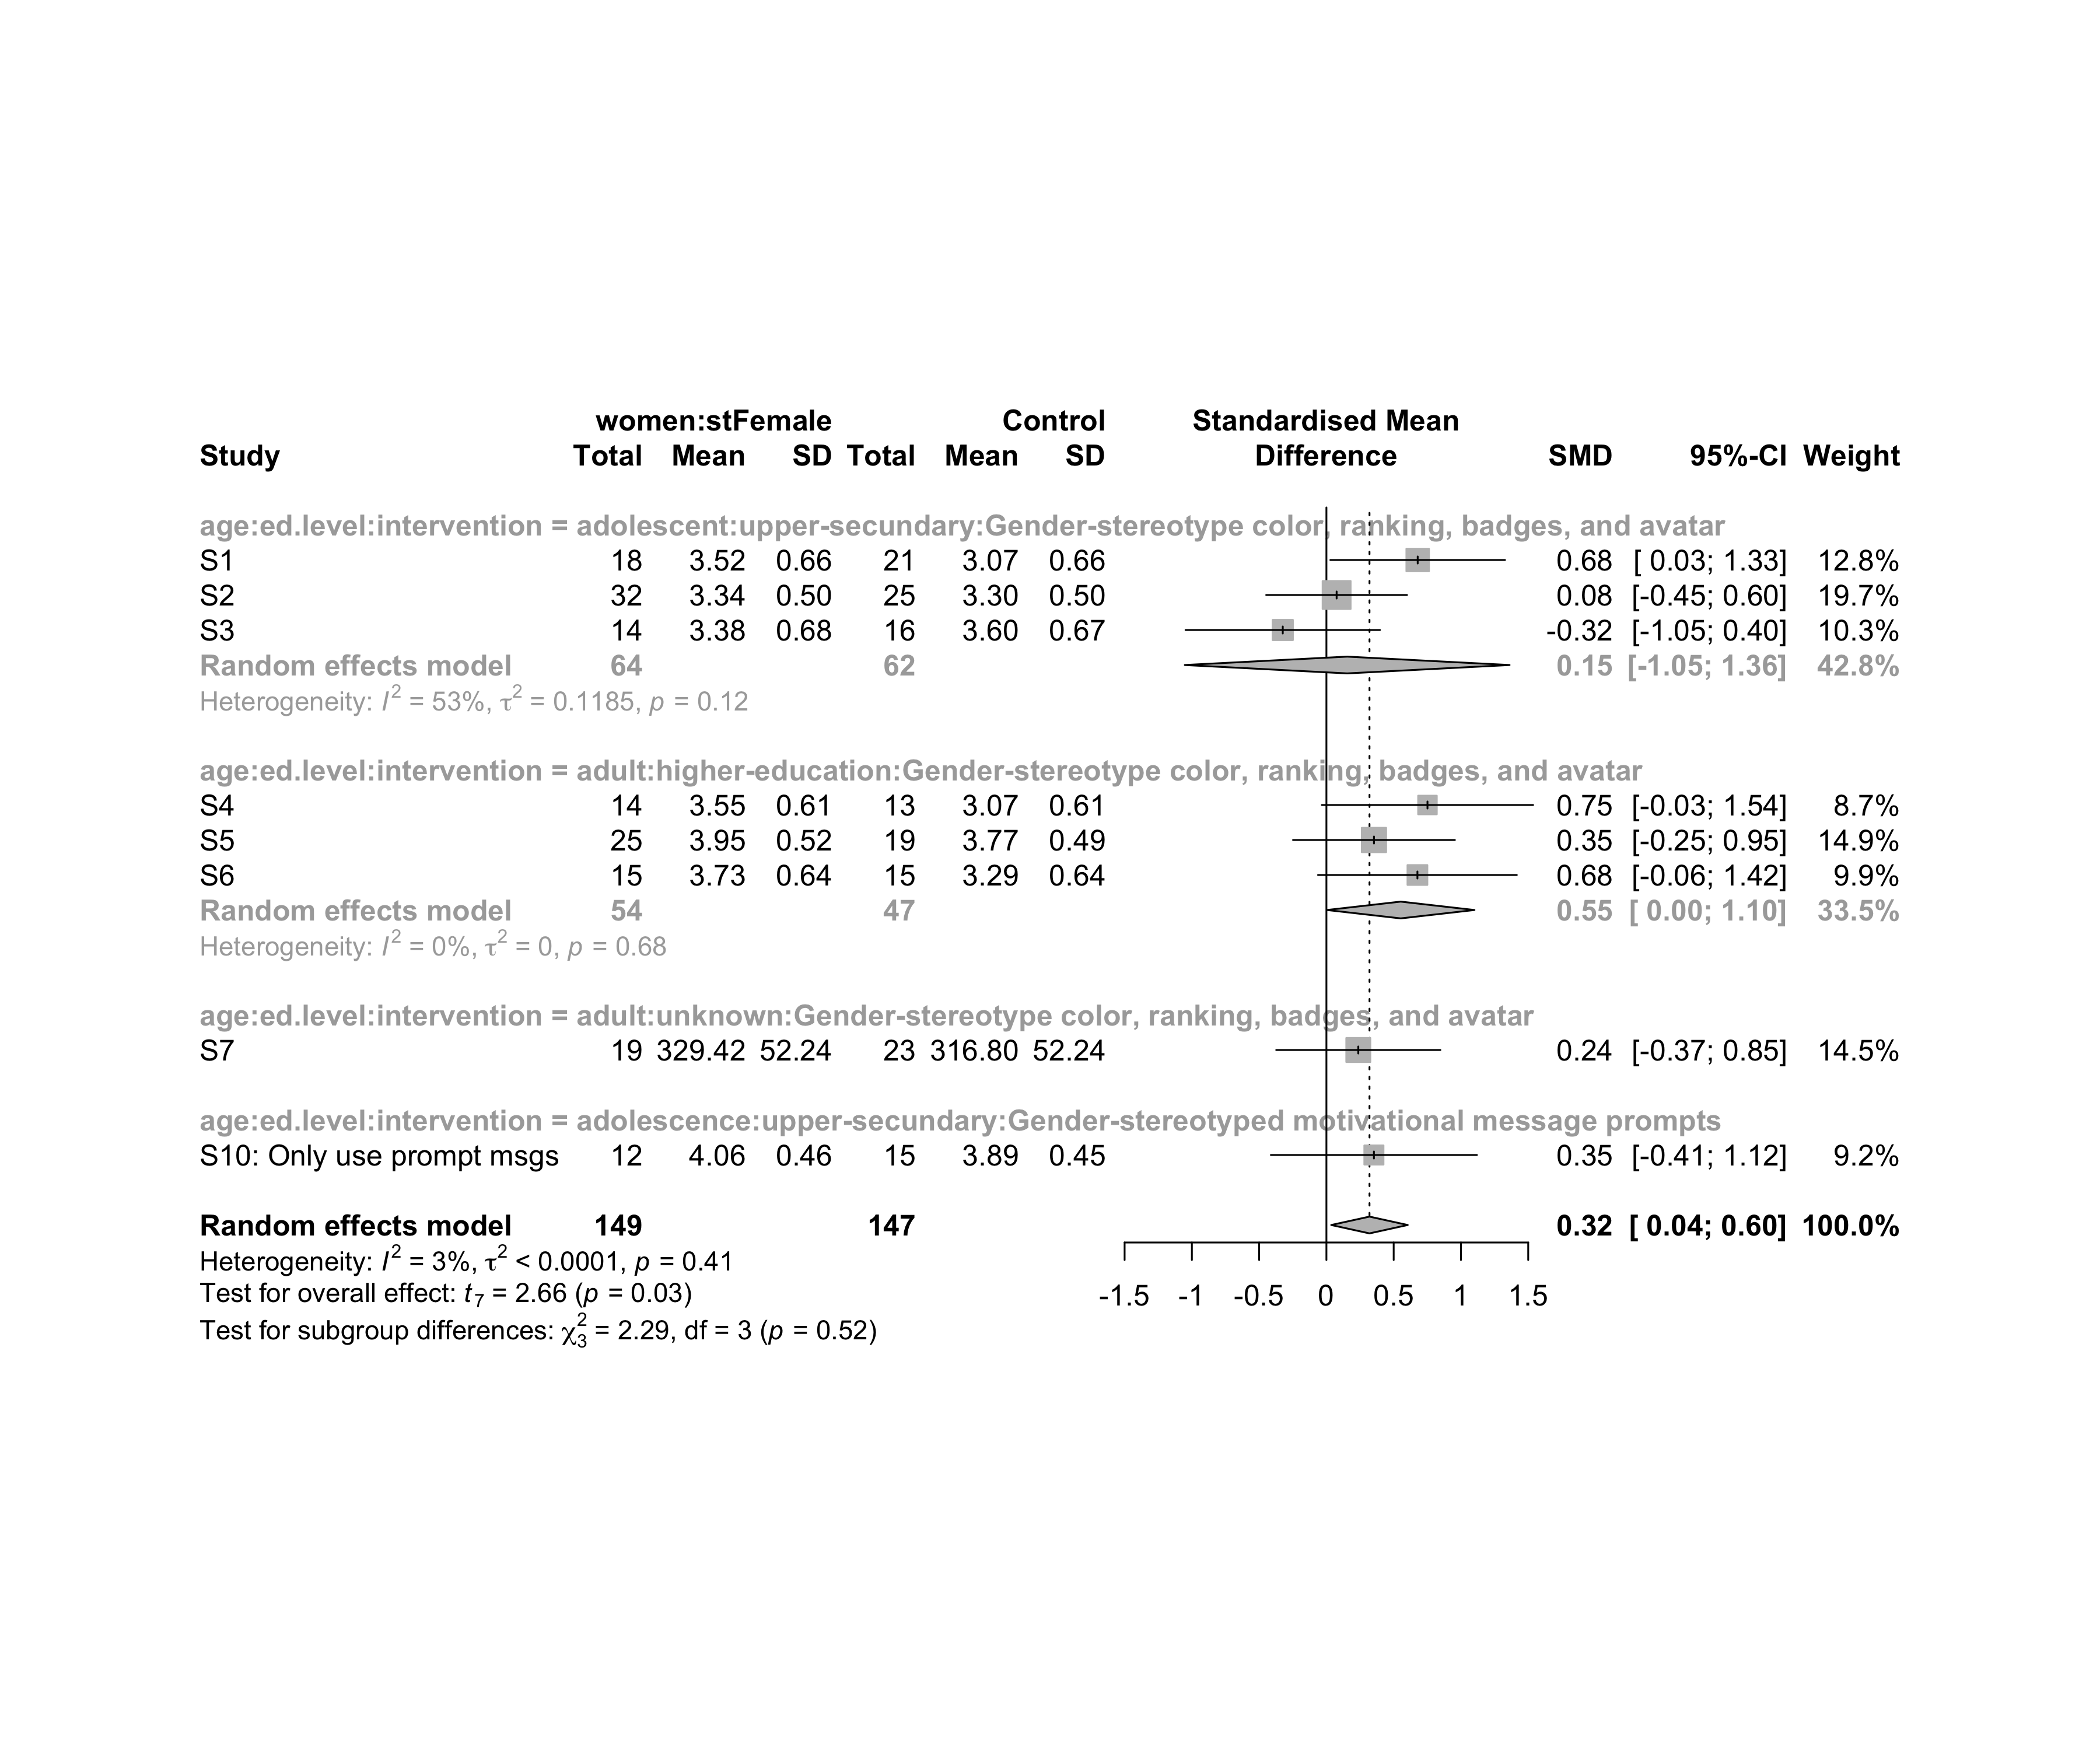 women:stFemale Control Standardised Mean
Study Total Mean SD Total Mean SD Difference SMD 95%-CI Weight
age:ed.level:intervention = adolescent:upper-secundary:Gender-stereotype color, ranking, badges, and avatar
S1 18 3.52 0.66 21 3.07 0.66 0.68 [ 0.03; 1.33] 12.8%
S2 32 3.34 0.50 25 3.30 0.50 0.08 [-0.45; 0.60] 19.7%
S3 14 3.38 0.68 16 3.60 0.67 -0.32 [-1.05; 0.40] 10.3%
Random effects model 64 62 0.15 [-1.05; 1.36] 42.8%
Heterogeneity: I² = 53%, τ² = 0.1185, p = 0.12
age:ed.level:intervention = adult:higher-education:Gender-stereotype color, ranking, badges, and avatar
S4 14 3.55 0.61 13 3.07 0.61 0.75 [-0.03; 1.54] 8.7%
S5 25 3.95 0.52 19 3.77 0.49 0.35 [-0.25; 0.95] 14.9%
S6 15 3.73 0.64 15 3.29 0.64 0.68 [-0.06; 1.42] 9.9%
Random effects model 54 47 0.55 [ 0.00; 1.10] 33.5%
Heterogeneity: I² = 0%, τ² = 0, p = 0.68
age:ed.level:intervention = adult:unknown:Gender-stereotype color, ranking, badges, and avatar
S7 19 329.42 52.24 23 316.80 52.24 0.24 [-0.37; 0.85] 14.5%
age:ed.level:intervention = adolescence:upper-secundary:Gender-stereotyped motivational message prompts
S10: Only use prompt msgs 12 4.06 0.46 15 3.89 0.45 0.35 [-0.41; 1.12] 9.2%
Random effects model 149 147 0.32 [ 0.04; 0.60] 100.0%
Heterogeneity: I² = 3%, τ² < 0.0001, p = 0.41
Test for overall effect: t₇ = 2.66 (p = 0.03)
-1.5 -1 -0.5 0 0.5 1 1.5
Test for subgroup differences: χ²₃ = 2.29, df = 3 (p = 0.52)